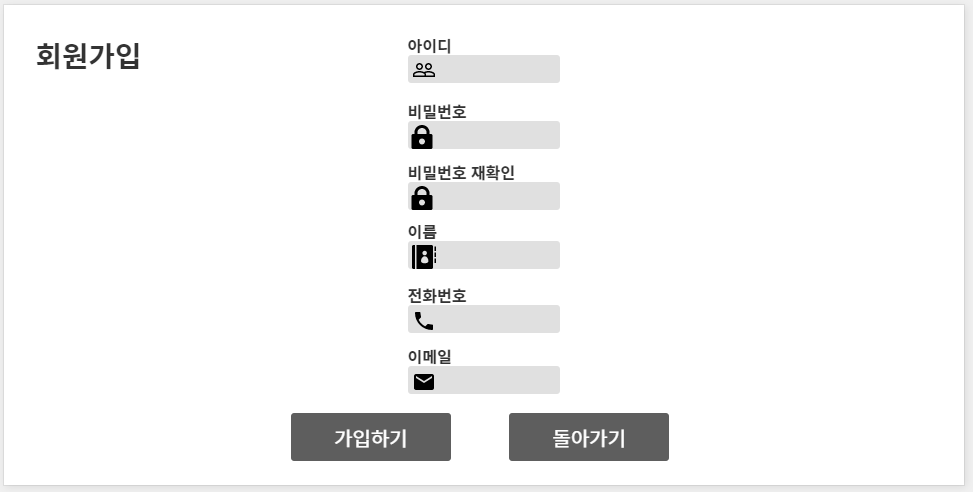 회원가입
아이디
비밀번호
비밀번호 재확인
이름
전화번호
이메일
가입하기
돌아가기